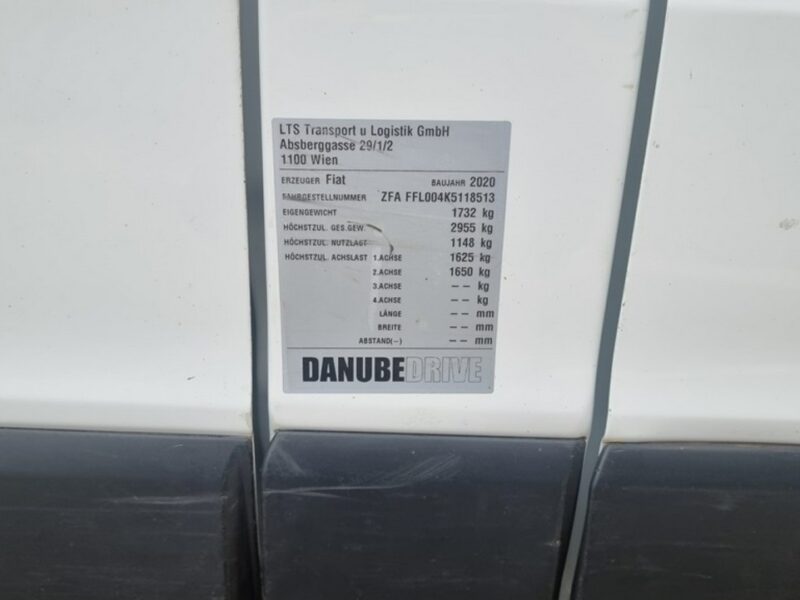 LTS Transport u Logistik GmbH
Absberggasse 29/1/2
1100 Wien
ERZEUGER Fiat BAUJAHR 2020
FAHRGESTELLNUMMER ZFA FFL004K5118513
EIGENGEWICHT 1732 kg
HÖCHSTZUL. GES.GEW. 2955 kg
HÖCHSTZUL. NUTZLAST 1148 kg
HÖCHSTZUL. ACHSLAST 1.ACHSE 1625 kg
2.ACHSE 1650 kg
3.ACHSE -- kg
4.ACHSE -- kg
LÄNGE -- mm
BREITE -- mm
ABSTAND(-) -- mm
DANUBEDRIVE